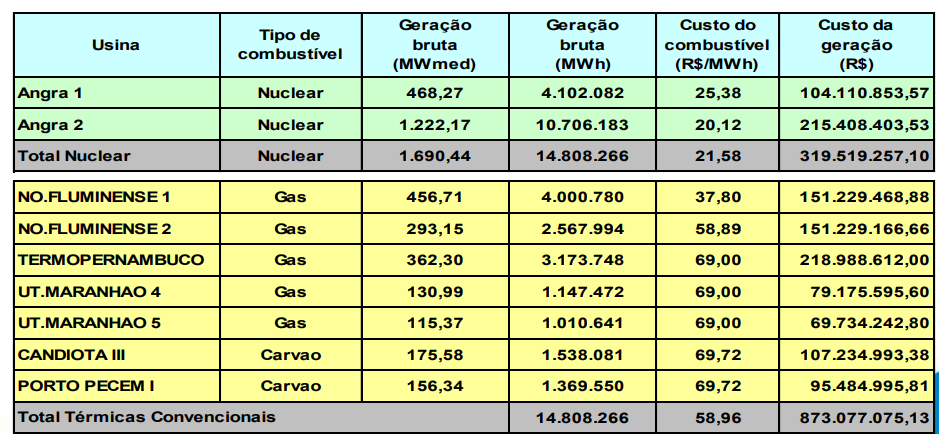 Usina Tipo de combustível Geração bruta (MWmed) Geração bruta (MWh) Custo do combustível (R$/MWh) Custo da geração (R$)
Angra 1 Nuclear 468,27 4.102.082 25,38 104.110.853,57
Angra 2 Nuclear 1.222,17 10.706.183 20,12 215.408.403,53
Total Nuclear Nuclear 1.690,44 14.808.266 21,58 319.519.257,10
NO.FLUMINENSE 1 Gas 456,71 4.000.780 37,80 151.229.468,88
NO.FLUMINENSE 2 Gas 293,15 2.567.994 58,89 151.229.166,66
TERMOPERNAMBUCO Gas 362,30 3.173.748 69,00 218.988.612,00
UT.MARANHAO 4 Gas 130,99 1.147.472 69,00 79.175.595,60
UT.MARANHAO 5 Gas 115,37 1.010.641 69,00 69.734.242,80
CANDIOTA III Carvao 175,58 1.538.081 69,72 107.234.993,38
PORTO PECEM I Carvao 156,34 1.369.550 69,72 95.484.995,81
Total Térmicas Convencionais 14.808.266 58,96 873.077.075,13